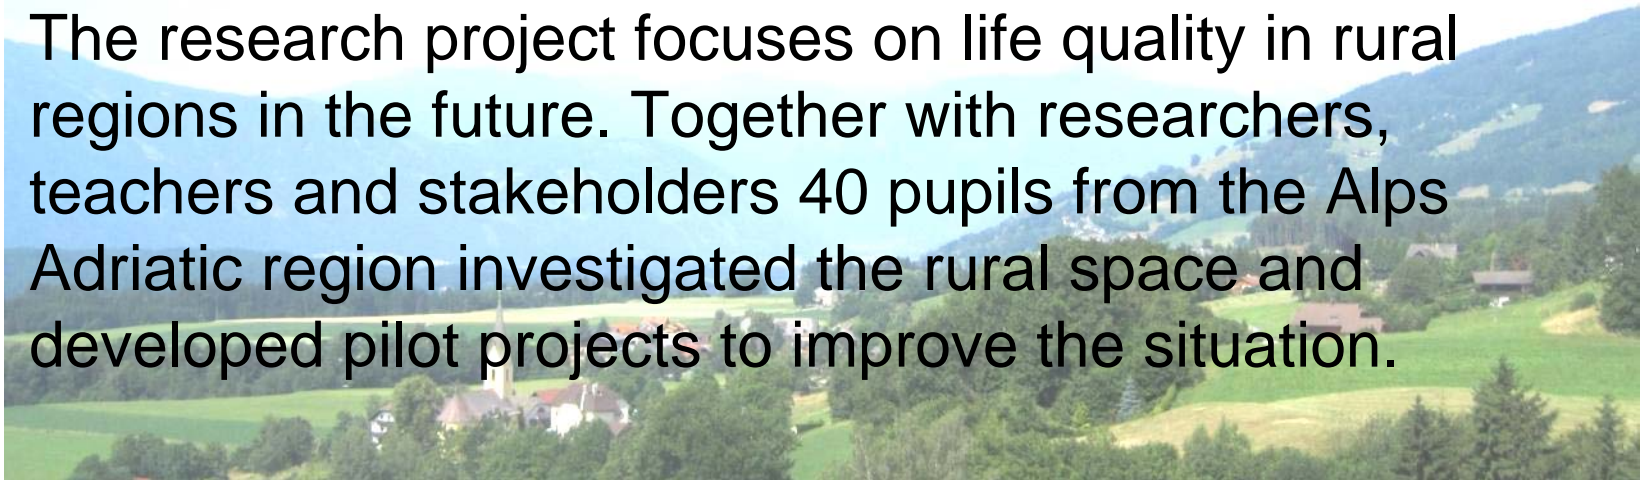 The research project focuses on life quality in rural
regions in the future. Together with researchers,
teachers and stakeholders 40 pupils from the Alps
Adriatic region investigated the rural space and
developed pilot projects to improve the situation.